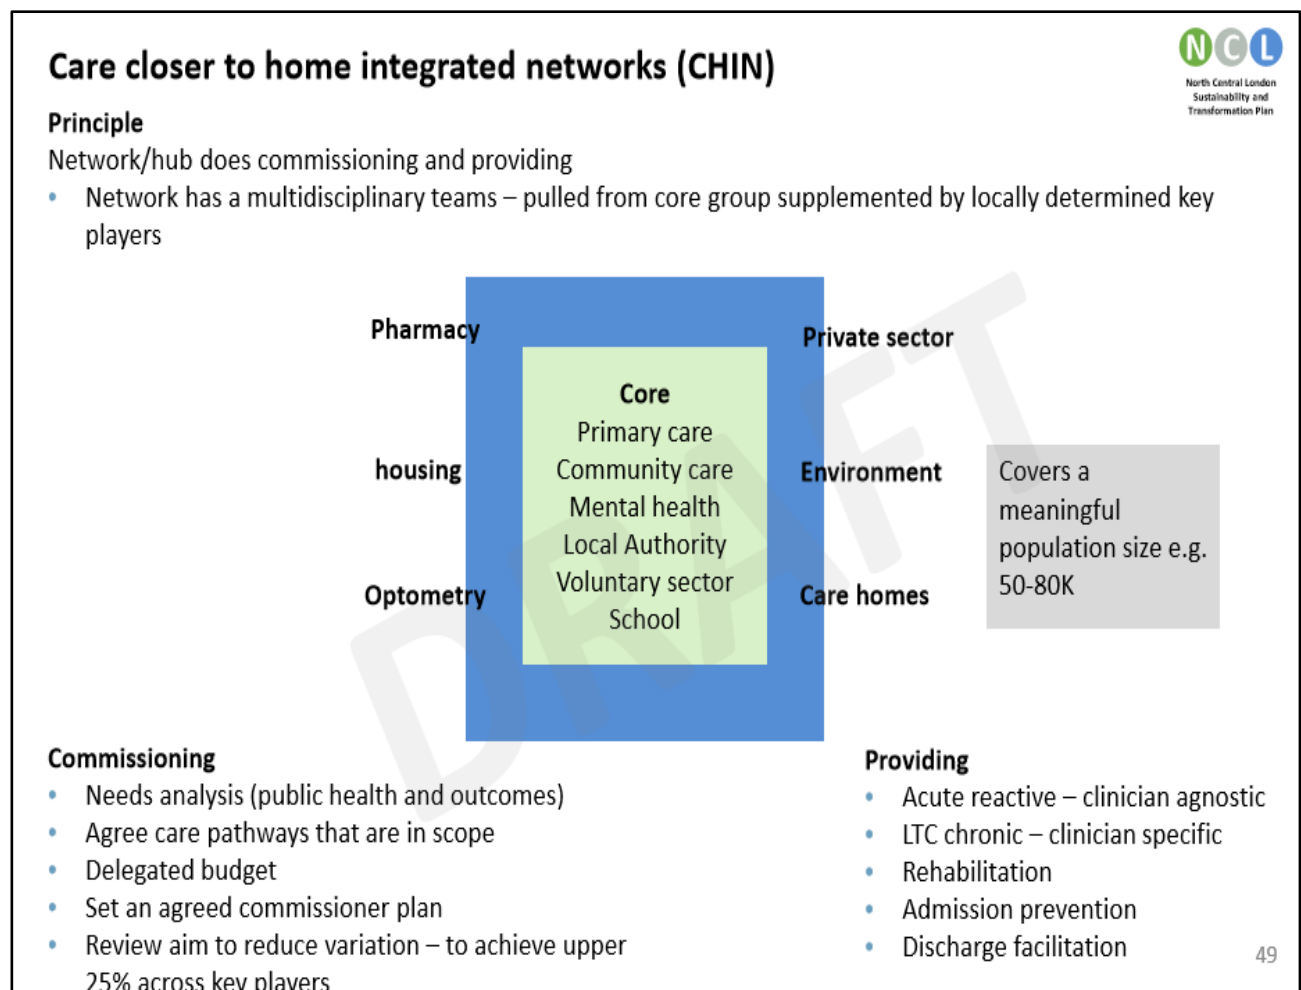 Care closer to home integrated networks (CHIN)
NCL
North Central London
Sustainability and
Transformation Plan
Principle
Network/hub does commissioning and providing
• Network has a multidisciplinary teams – pulled from core group supplemented by locally determined key
players
Pharmacy
housing
Optometry
Core
Primary care
Community care
Mental health
Local Authority
Voluntary sector
School
Private sector
Environment
Care homes
Covers a
meaningful
population size e.g.
50-80K
DRAFT
Commissioning
• Needs analysis (public health and outcomes)
• Agree care pathways that are in scope
• Delegated budget
• Set an agreed commissioner plan
• Review aim to reduce variation – to achieve upper
25% across key players
Providing
• Acute reactive – clinician agnostic
• LTC chronic – clinician specific
• Rehabilitation
• Admission prevention
• Discharge facilitation
49